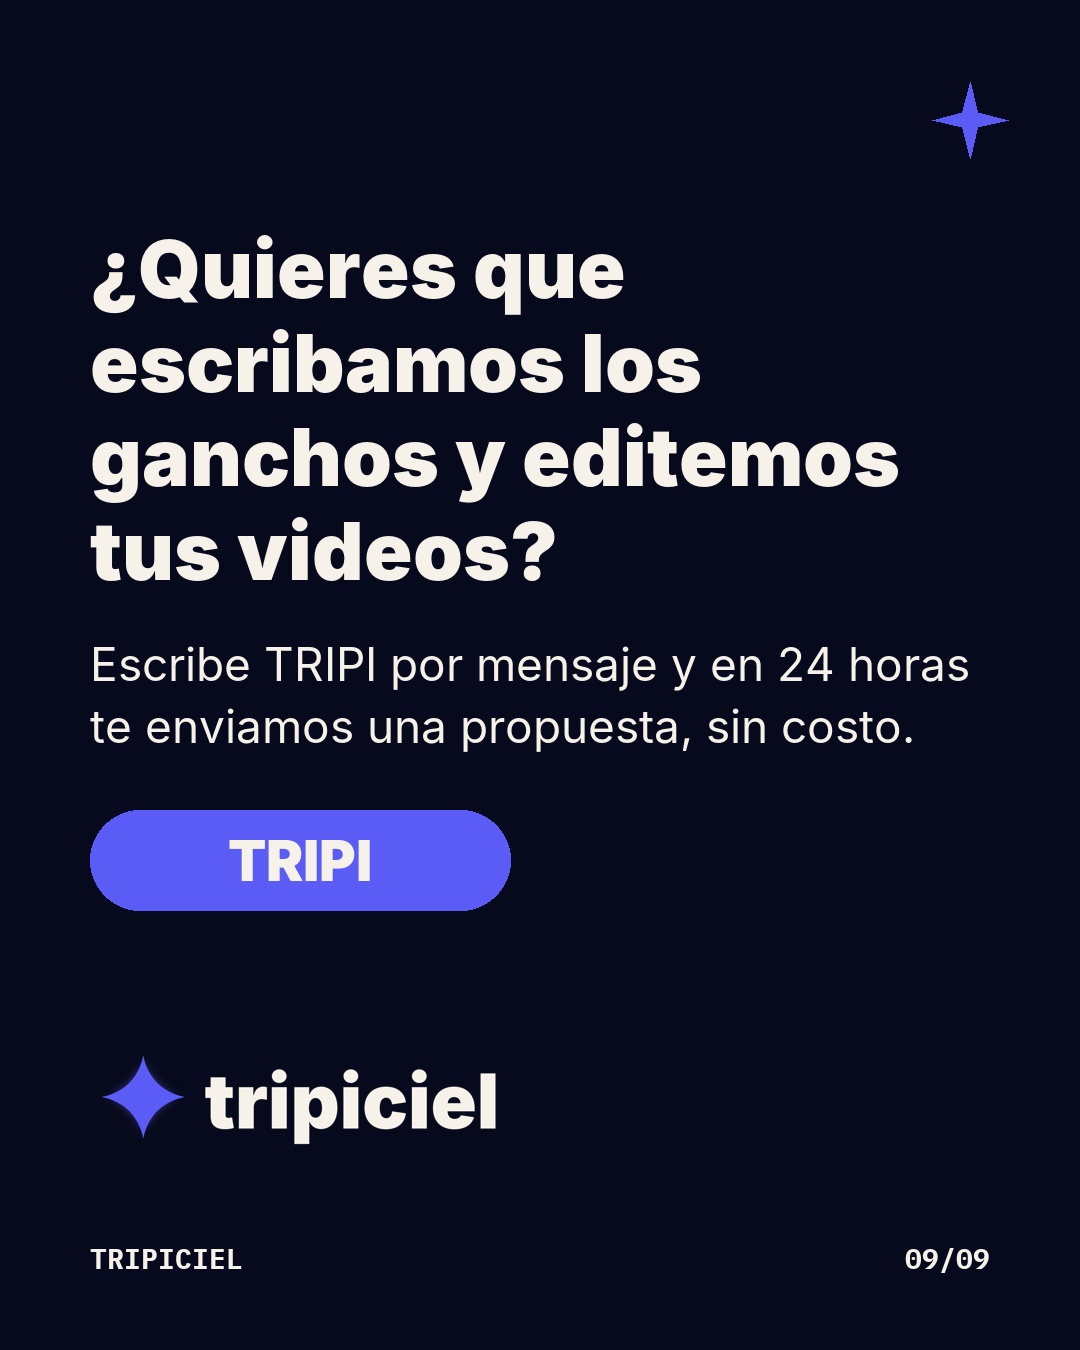 ¿Quieres que
escribamos los
ganchos y editemos
tus videos?
Escribe TRIPI por mensaje y en 24 horas
te enviamos una propuesta, sin costo.
TRIPI
tripiciel
TRIPICIEL
09/09